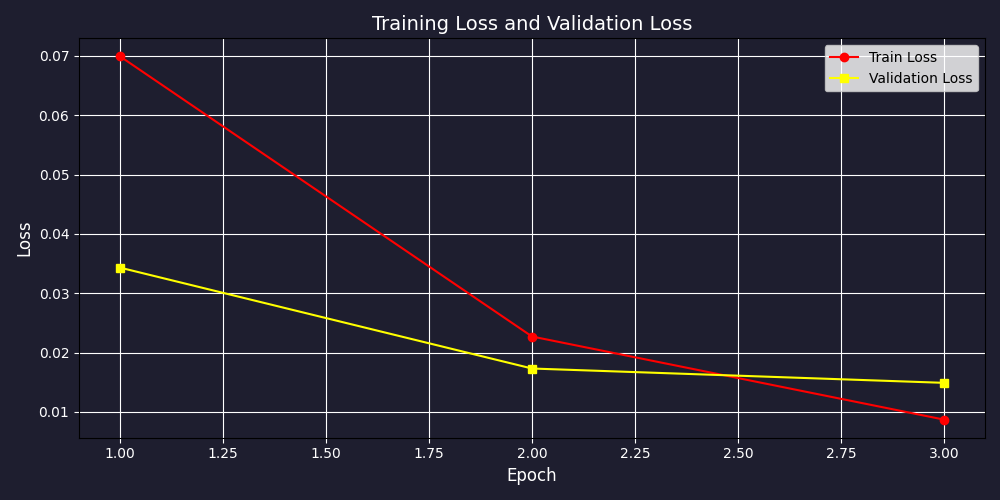 Training Loss and Validation Loss
Train Loss
Validation Loss
0.07
0.06
0.05
0.04
0.03
0.02
0.01
Loss
1.00 1.25 1.50 1.75 2.00 2.25 2.50 2.75 3.00
Epoch